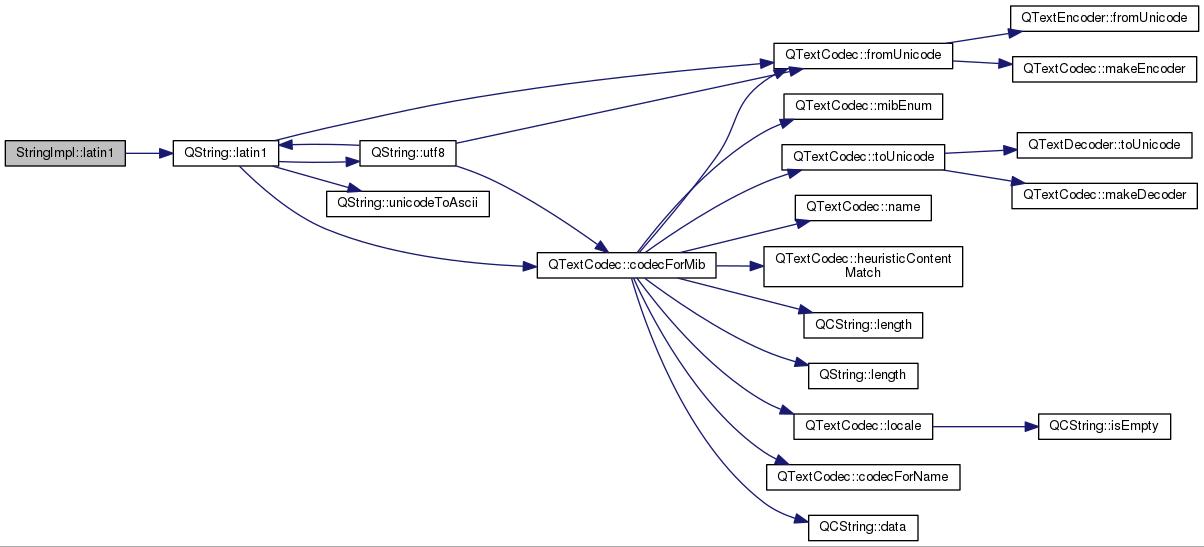 QTextEncoder::fromUnicode
QTextCodec::fromUnicode
QTextCodec::makeEncoder
QTextCodec::mibEnum
StringImpl::latin1
QString::latin1
QString::utf8
QTextCodec::toUnicode
QTextDecoder::toUnicode
QTextCodec::makeDecoder
QString::unicodeToAscii
QTextCodec::name
QTextCodec::codecForMib
QTextCodec::heuristicContent
Match
QCString::length
QString::length
QTextCodec::locale
QCString::isEmpty
QTextCodec::codecForName
QCString::data